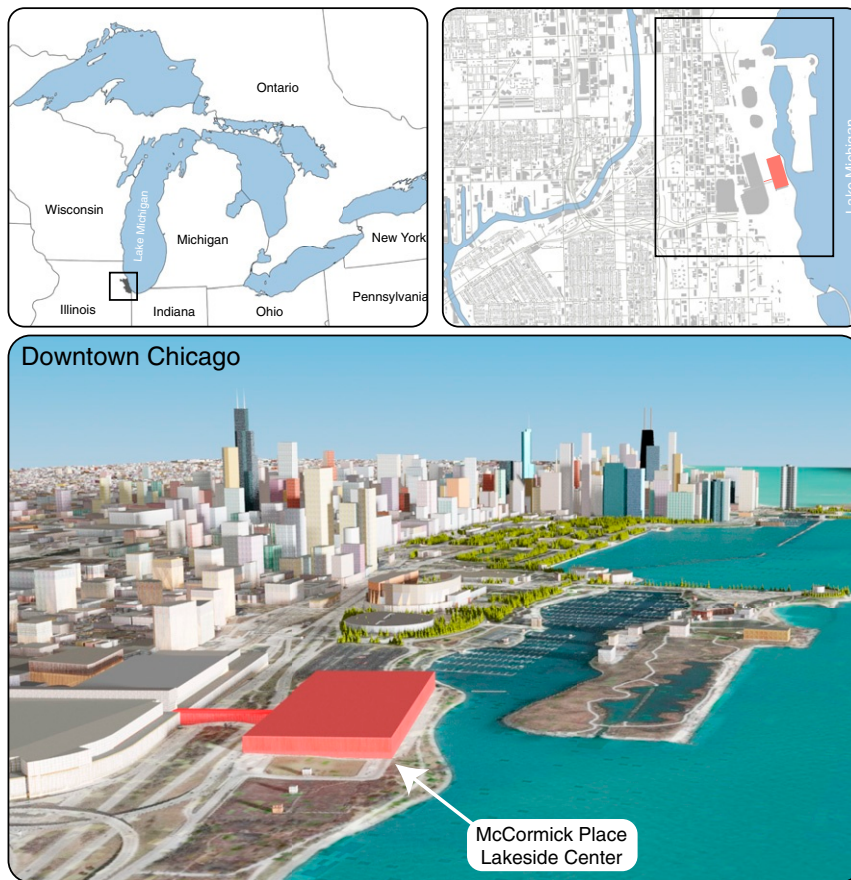 Ontario
Wisconsin
Lake Michigan
Michigan
New York
Illinois
Indiana
Ohio
Pennsylvania
Lake Michigan
Downtown Chicago
McCormick Place
Lakeside Center